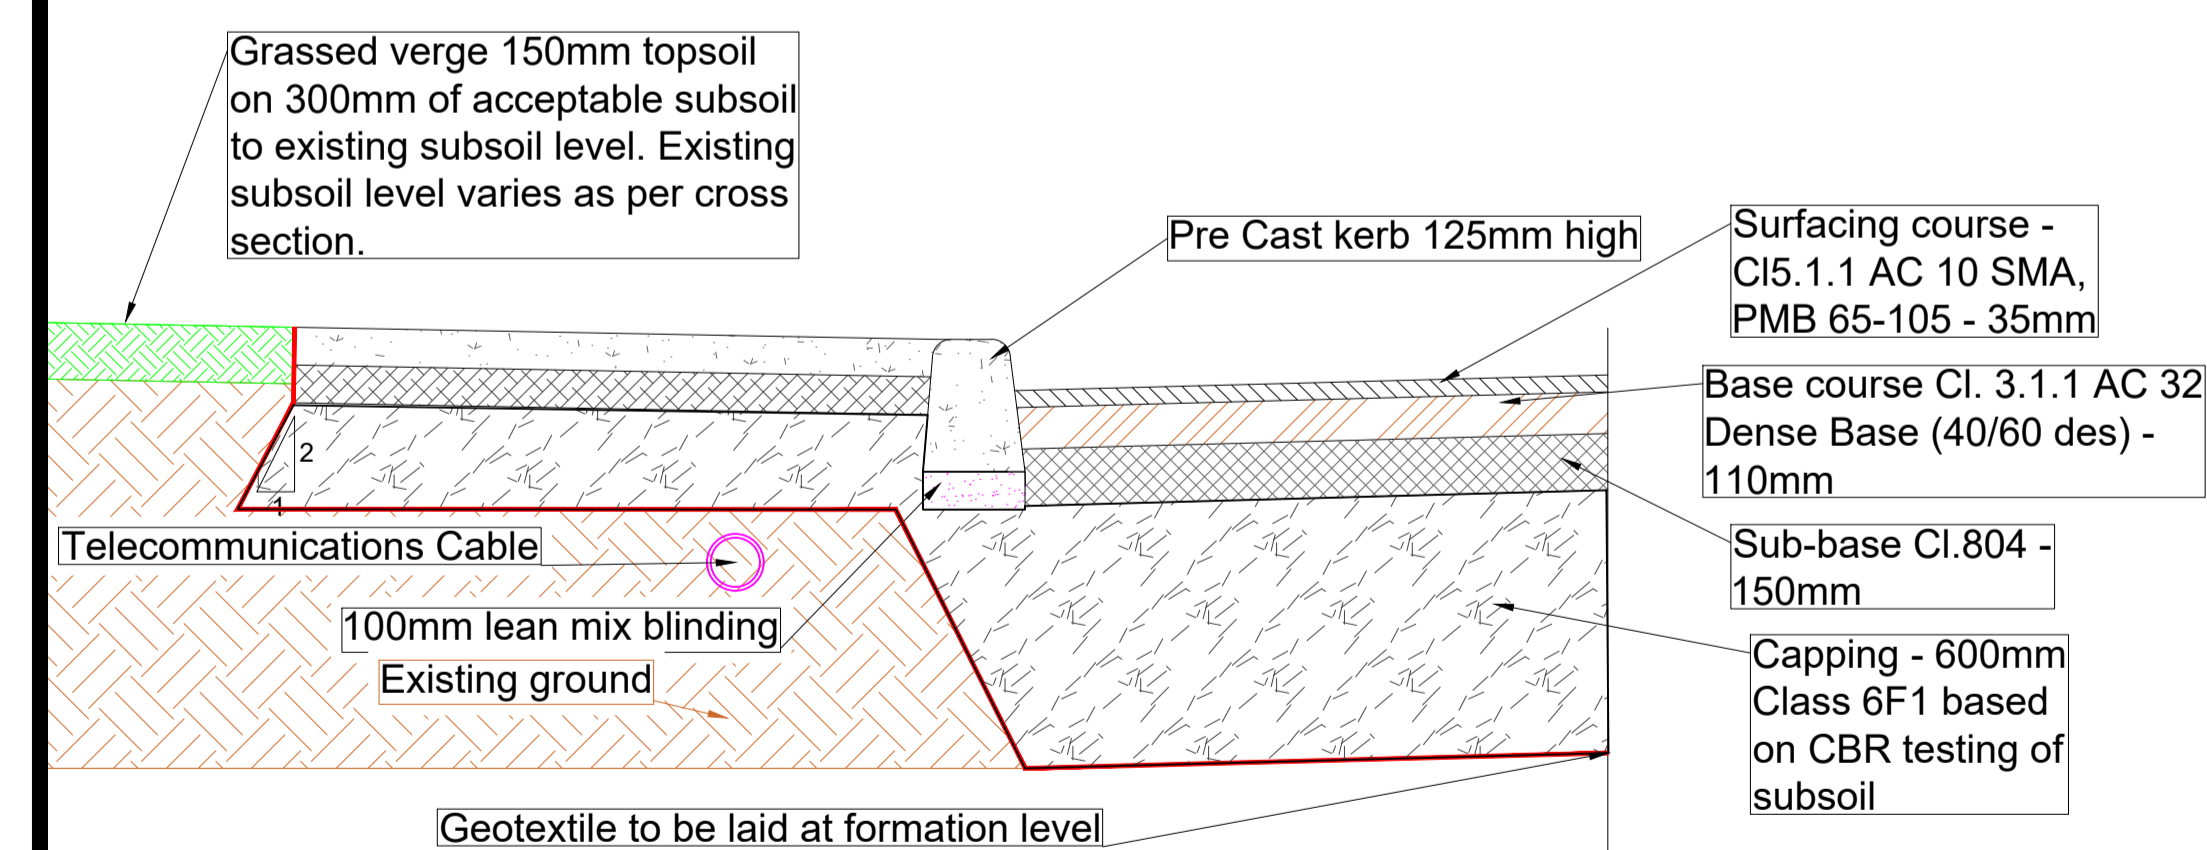 Grassed verge 150mm topsoil
on 300mm of acceptable subsoil
to existing subsoil level. Existing
subsoil level varies as per cross
section.
Pre Cast kerb 125mm high
Surfacing course -
Cl5.1.1 AC 10 SMA,
PMB 65-105 - 35mm
Base course Cl. 3.1.1 AC 32
Dense Base (40/60 des) -
110mm
2
1
Telecommunications Cable
Sub-base Cl.804 -
150mm
100mm lean mix blinding
Existing ground
Capping - 600mm
Class 6F1 based
on CBR testing of
subsoil
Geotextile to be laid at formation level